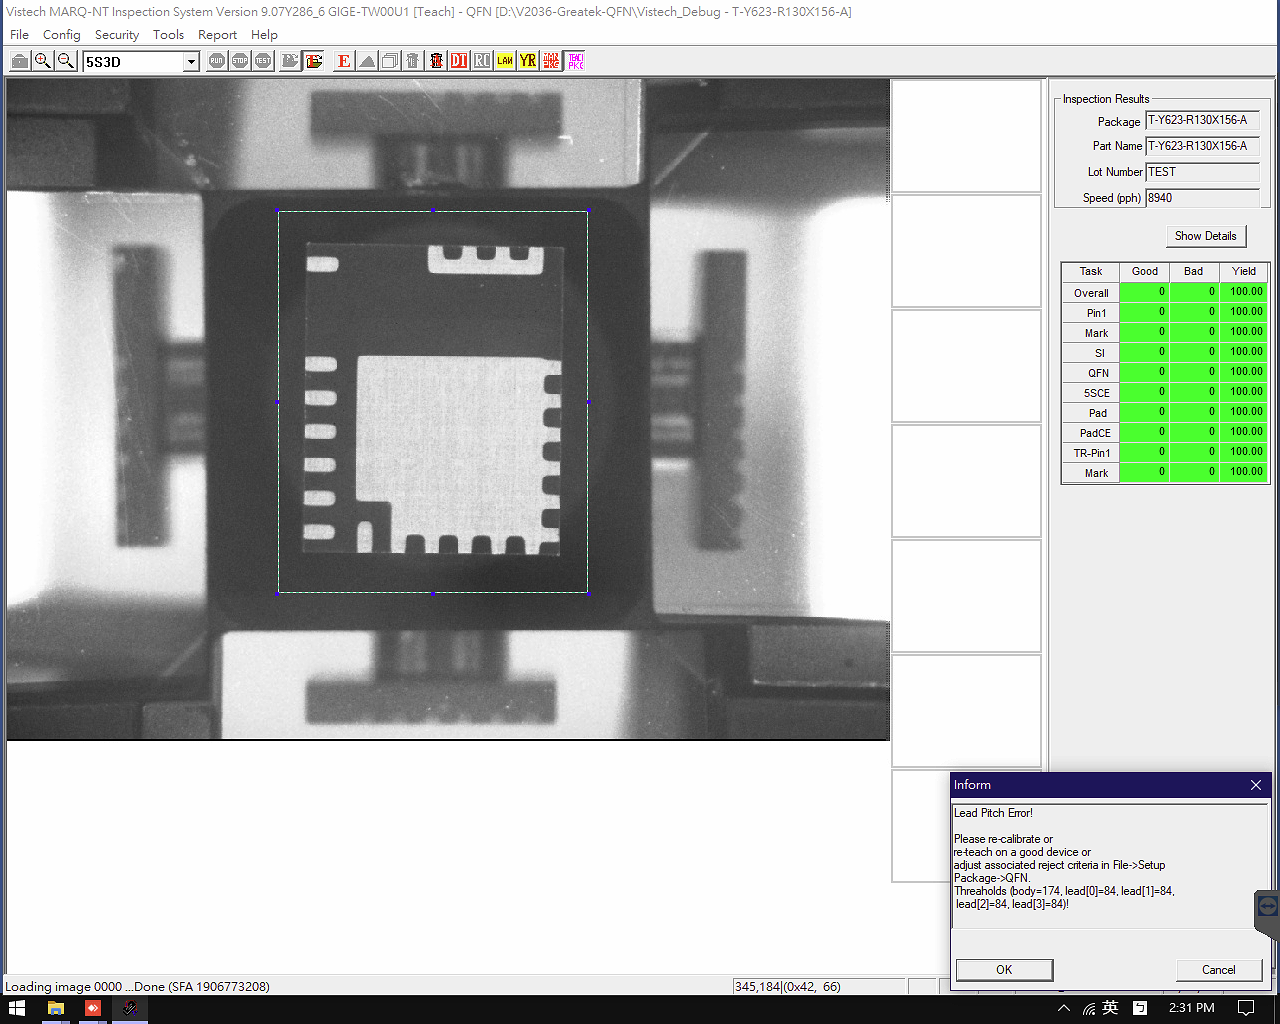 Vistech MARQ-NT Inspection System Version 9.07Y286_6 GIGE-TW00U1 [Teach] - QFN [D:\V2036-Greatek-QFN\Vistech_Debug - T-Y623-R130X156-A]
File Config Security Tools Report Help
5S3D
RUN STOP TEST E DT RC LAW YR
Inspection Results
Package T-Y623-R130X156-A
Part Name T-Y623-R130X156-A
Lot Number TEST
Speed (pph) 8940
Show Details
Task Good Bad Yield
Overall 0 0 100.00
Pin1 0 0 100.00
Mark 0 0 100.00
SI 0 0 100.00
QFN 0 0 100.00
5SCE 0 0 100.00
Pad 0 0 100.00
PadCE 0 0 100.00
TR-Pin1 0 0 100.00
Mark 0 0 100.00
Inform
Lead Pitch Error!
Please re-calibrate or
re-teach on a good device or
adjust associated reject criteria in File->Setup
Package->QFN.
Threaholds (body=174, lead[0]=84, lead[1]=84,
lead[2]=84, lead[3]=84)!
OK Cancel
Loading image 0000 ...Done (SFA 1906773208)
345,184|(0x42, 66)
英 ㄅ 2:31 PM